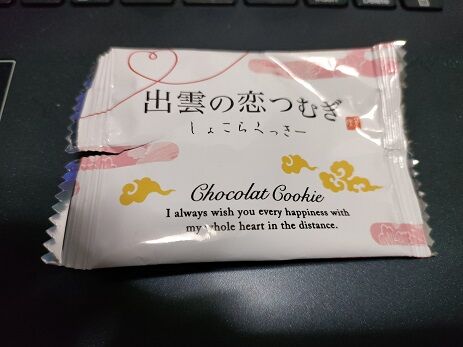 出雲の恋つむぎ
しょこらくっきー
Chocolat Cookie
I always wish you every happiness with
my whole heart in the distance.